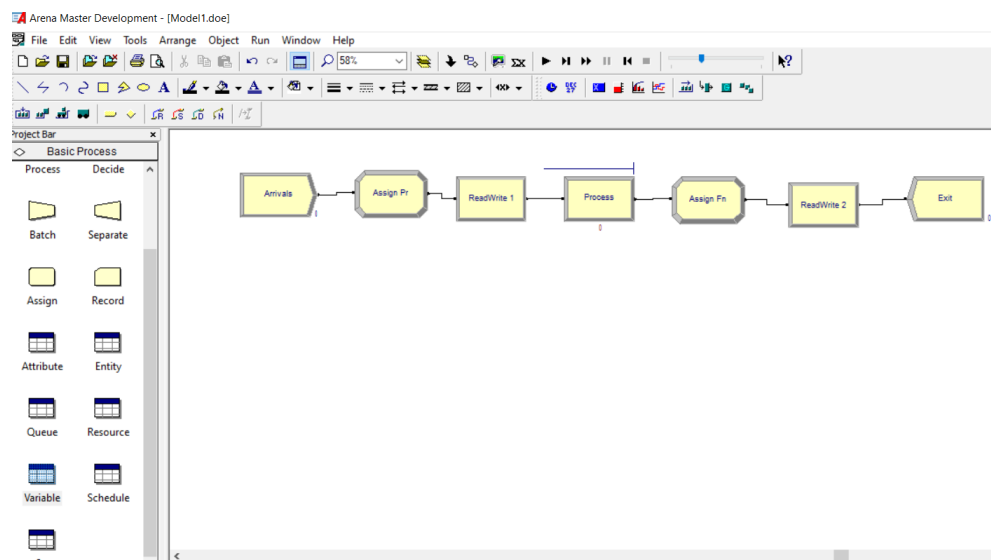 Arena Master Development - [Model1.doe]
File Edit View Tools Arrange Object Run Window Help
58%
Project Bar
Basic Process
Process Decide
Batch Separate
Assign Record
Attribute Entity
Queue Resource
Variable Schedule
Arrivals
Assign Pr
ReadWrite 1
Process
0
Assign Fn
ReadWrite 2
Exit
0